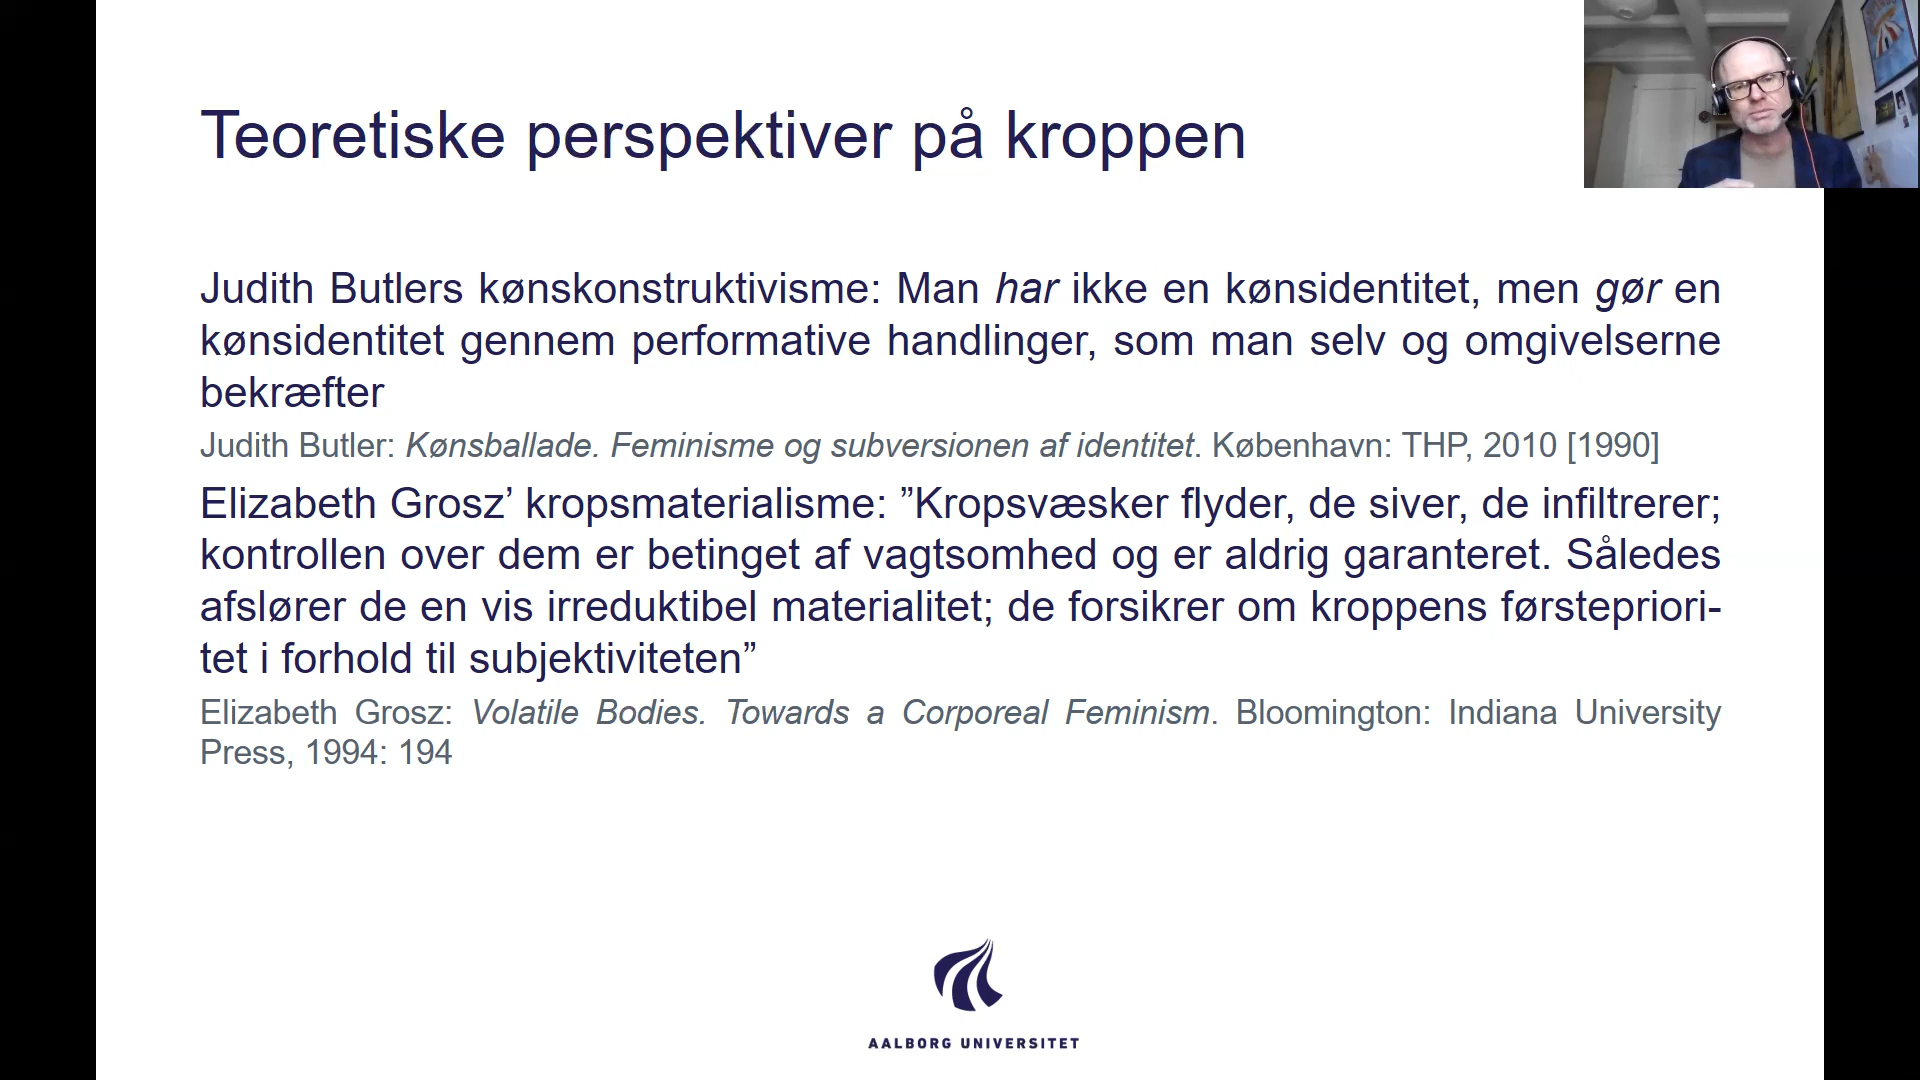 Teoretiske perspektiver på kroppen
Judith Butlers kønskonstruktivisme: Man har ikke en kønsidentitet, men gør en
kønsidentitet gennem performative handlinger, som man selv og omgivelserne
bekræfter
Judith Butler: Kønsballade. Feminisme og subversionen af identitet. København: THP, 2010 [1990]
Elizabeth Grosz’ kropsmaterialisme: ”Kropsvæsker flyder, de siver, de infiltrerer;
kontrollen over dem er betinget af vagtsomhed og er aldrig garanteret. Således
afslører de en vis irreduktibel materialitet; de forsikrer om kroppens førstepriori-
tet i forhold til subjektiviteten”
Elizabeth Grosz: Volatile Bodies. Towards a Corporeal Feminism. Bloomington: Indiana University
Press, 1994: 194
AALBORG UNIVERSITET